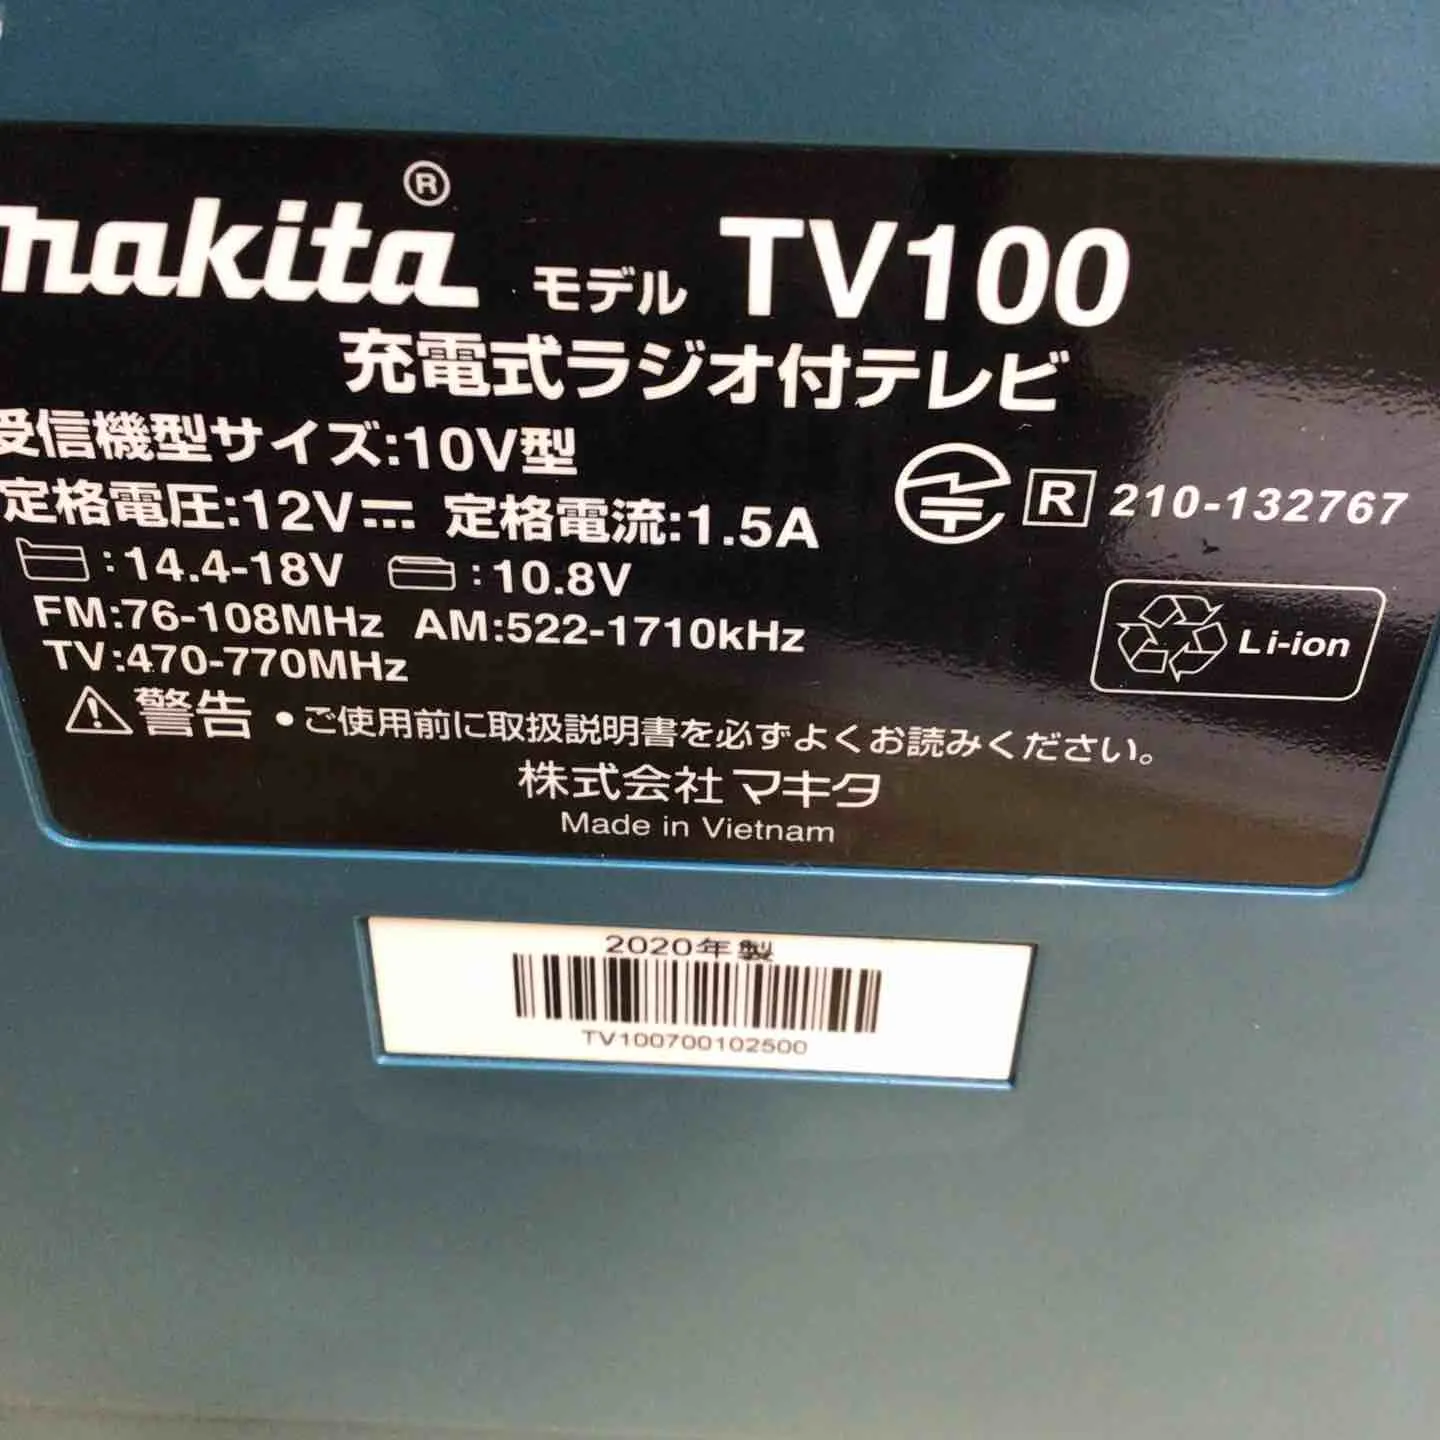 makita® モデル TV100
充電式ラジオ付テレビ
受信機型サイズ:10V型
定格電圧:12V⎓ 定格電流:1.5A
R 210-132767
:14.4-18V :10.8V
FM:76-108MHz AM:522-1710kHz
TV:470-770MHz
Li-ion
⚠警告 •ご使用前に取扱説明書を必ずよくお読みください。
株式会社マキタ
Made in Vietnam
2020年製
TV100700102500